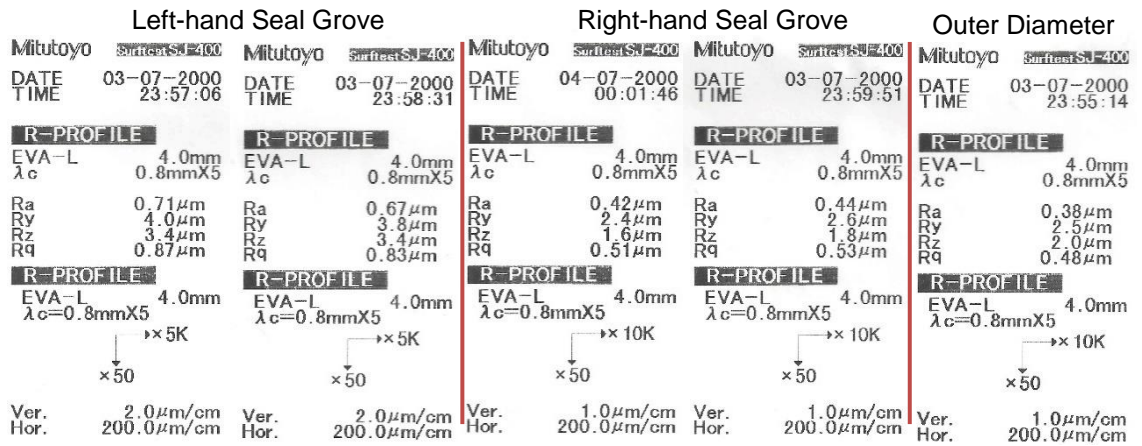 Left-hand Seal Grove
Mitutoyo SurftestSJ-400
DATE 03-07-2000
TIME 23:57:06
R-PROFILE
EVA-L 4.0mm
λc 0.8mmX5
Ra 0.71μm
Ry 4.0μm
Rz 3.4μm
Rq 0.87μm
R-PROFILE
EVA-L 4.0mm
λc=0.8mmX5
×5K
×50
Ver. 2.0μm/cm
Hor. 200.0μm/cm
Mitutoyo SurftestSJ-400
DATE 03-07-2000
TIME 23:58:31
R-PROFILE
EVA-L 4.0mm
λc 0.8mmX5
Ra 0.67μm
Ry 3.8μm
Rz 3.4μm
Rq 0.83μm
R-PROFILE
EVA-L 4.0mm
λc=0.8mmX5
×5K
×50
Ver. 2.0μm/cm
Hor. 200.0μm/cm
Right-hand Seal Grove
Mitutoyo SurftestSJ-400
DATE 04-07-2000
TIME 00:01:46
R-PROFILE
EVA-L 4.0mm
λc 0.8mmX5
Ra 0.42μm
Ry 2.4μm
Rz 1.6μm
Rq 0.51μm
R-PROFILE
EVA-L 4.0mm
λc=0.8mmX5
×10K
×50
Ver. 1.0μm/cm
Hor. 200.0μm/cm
Mitutoyo SurftestSJ-400
DATE 03-07-2000
TIME 23:59:51
R-PROFILE
EVA-L 4.0mm
λc 0.8mmX5
Ra 0.44μm
Ry 2.6μm
Rz 1.8μm
Rq 0.53μm
R-PROFILE
EVA-L 4.0mm
λc=0.8mmX5
×10K
×50
Ver. 1.0μm/cm
Hor. 200.0μm/cm
Outer Diameter
Mitutoyo SurftestSJ-400
DATE 03-07-2000
TIME 23:55:14
R-PROFILE
EVA-L 4.0mm
λc 0.8mmX5
Ra 0.38μm
Ry 2.5μm
Rz 2.0μm
Rq 0.48μm
R-PROFILE
EVA-L 4.0mm
λc=0.8mmX5
×10K
×50
Ver. 1.0μm/cm
Hor. 200.0μm/cm